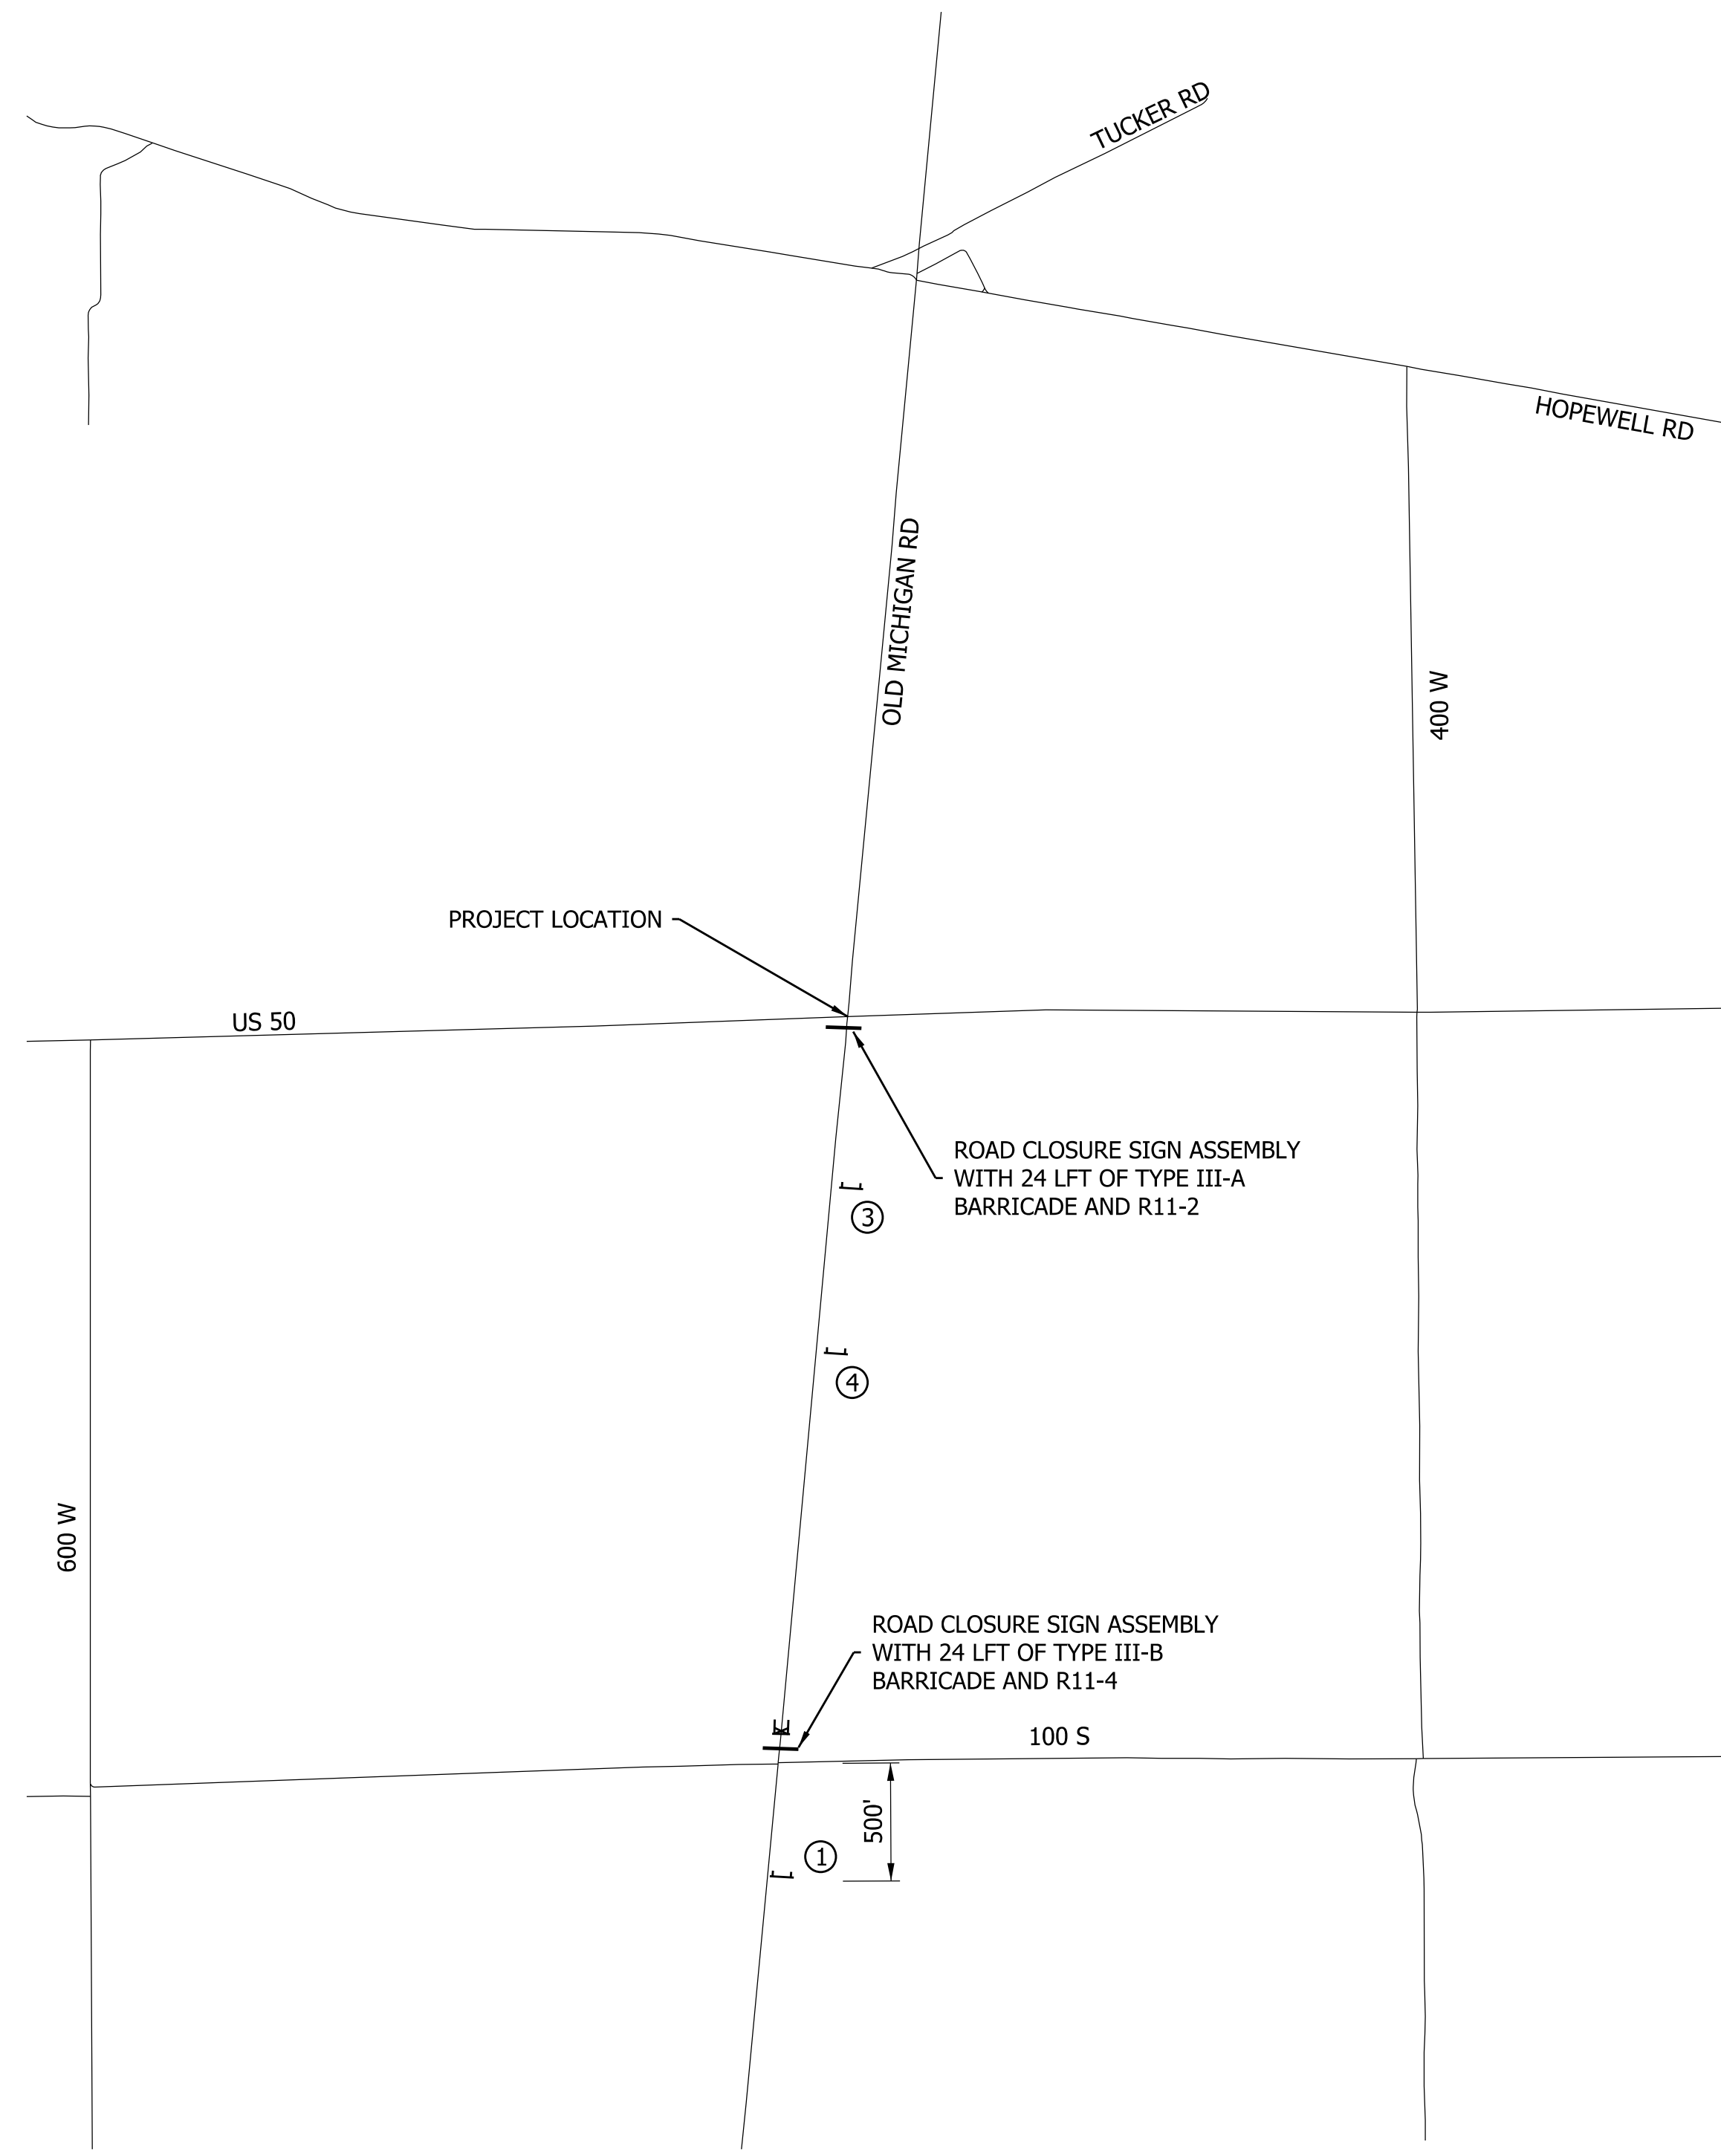 TUCKER RD
HOPEWELL RD
OLD MICHIGAN RD
400 W
PROJECT LOCATION
US 50
ROAD CLOSURE SIGN ASSEMBLY
WITH 24 LFT OF TYPE III-A
BARRICADE AND R11-2
3
4
600 W
ROAD CLOSURE SIGN ASSEMBLY
WITH 24 LFT OF TYPE III-B
BARRICADE AND R11-4
100 S
500'
1